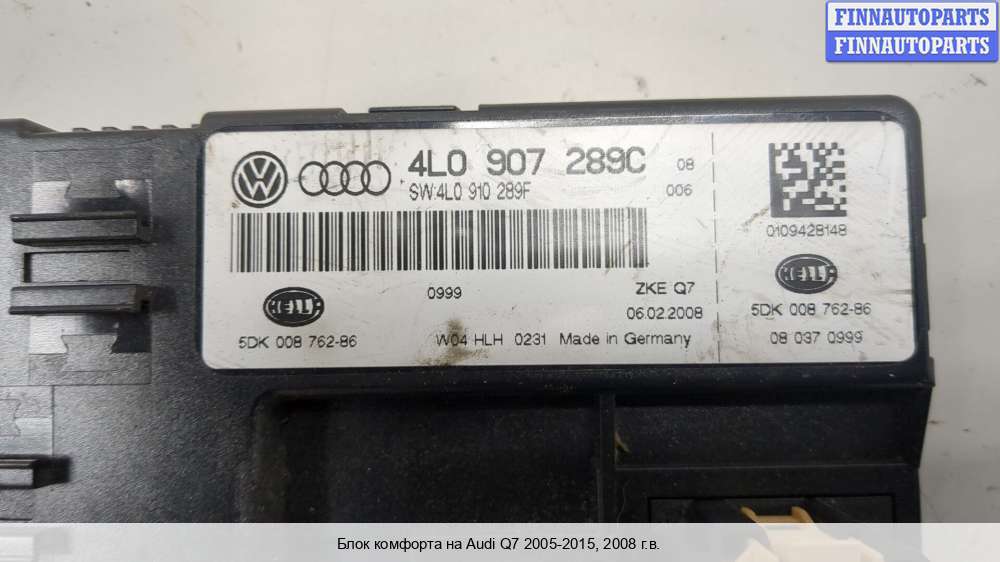 FINNAUTOPARTS
FINNAUTOPARTS
4L0 907 289C 08
SW:4L0 910 289F 006
0109428148
0999 ZKE Q7
06.02.2008
HELLA
HELLA
5DK 008 762-86
5DK 008 762-86
W04 HLH 0231 Made in Germany
08 037 0999
Блок комфорта на Audi Q7 2005-2015, 2008 г.в.